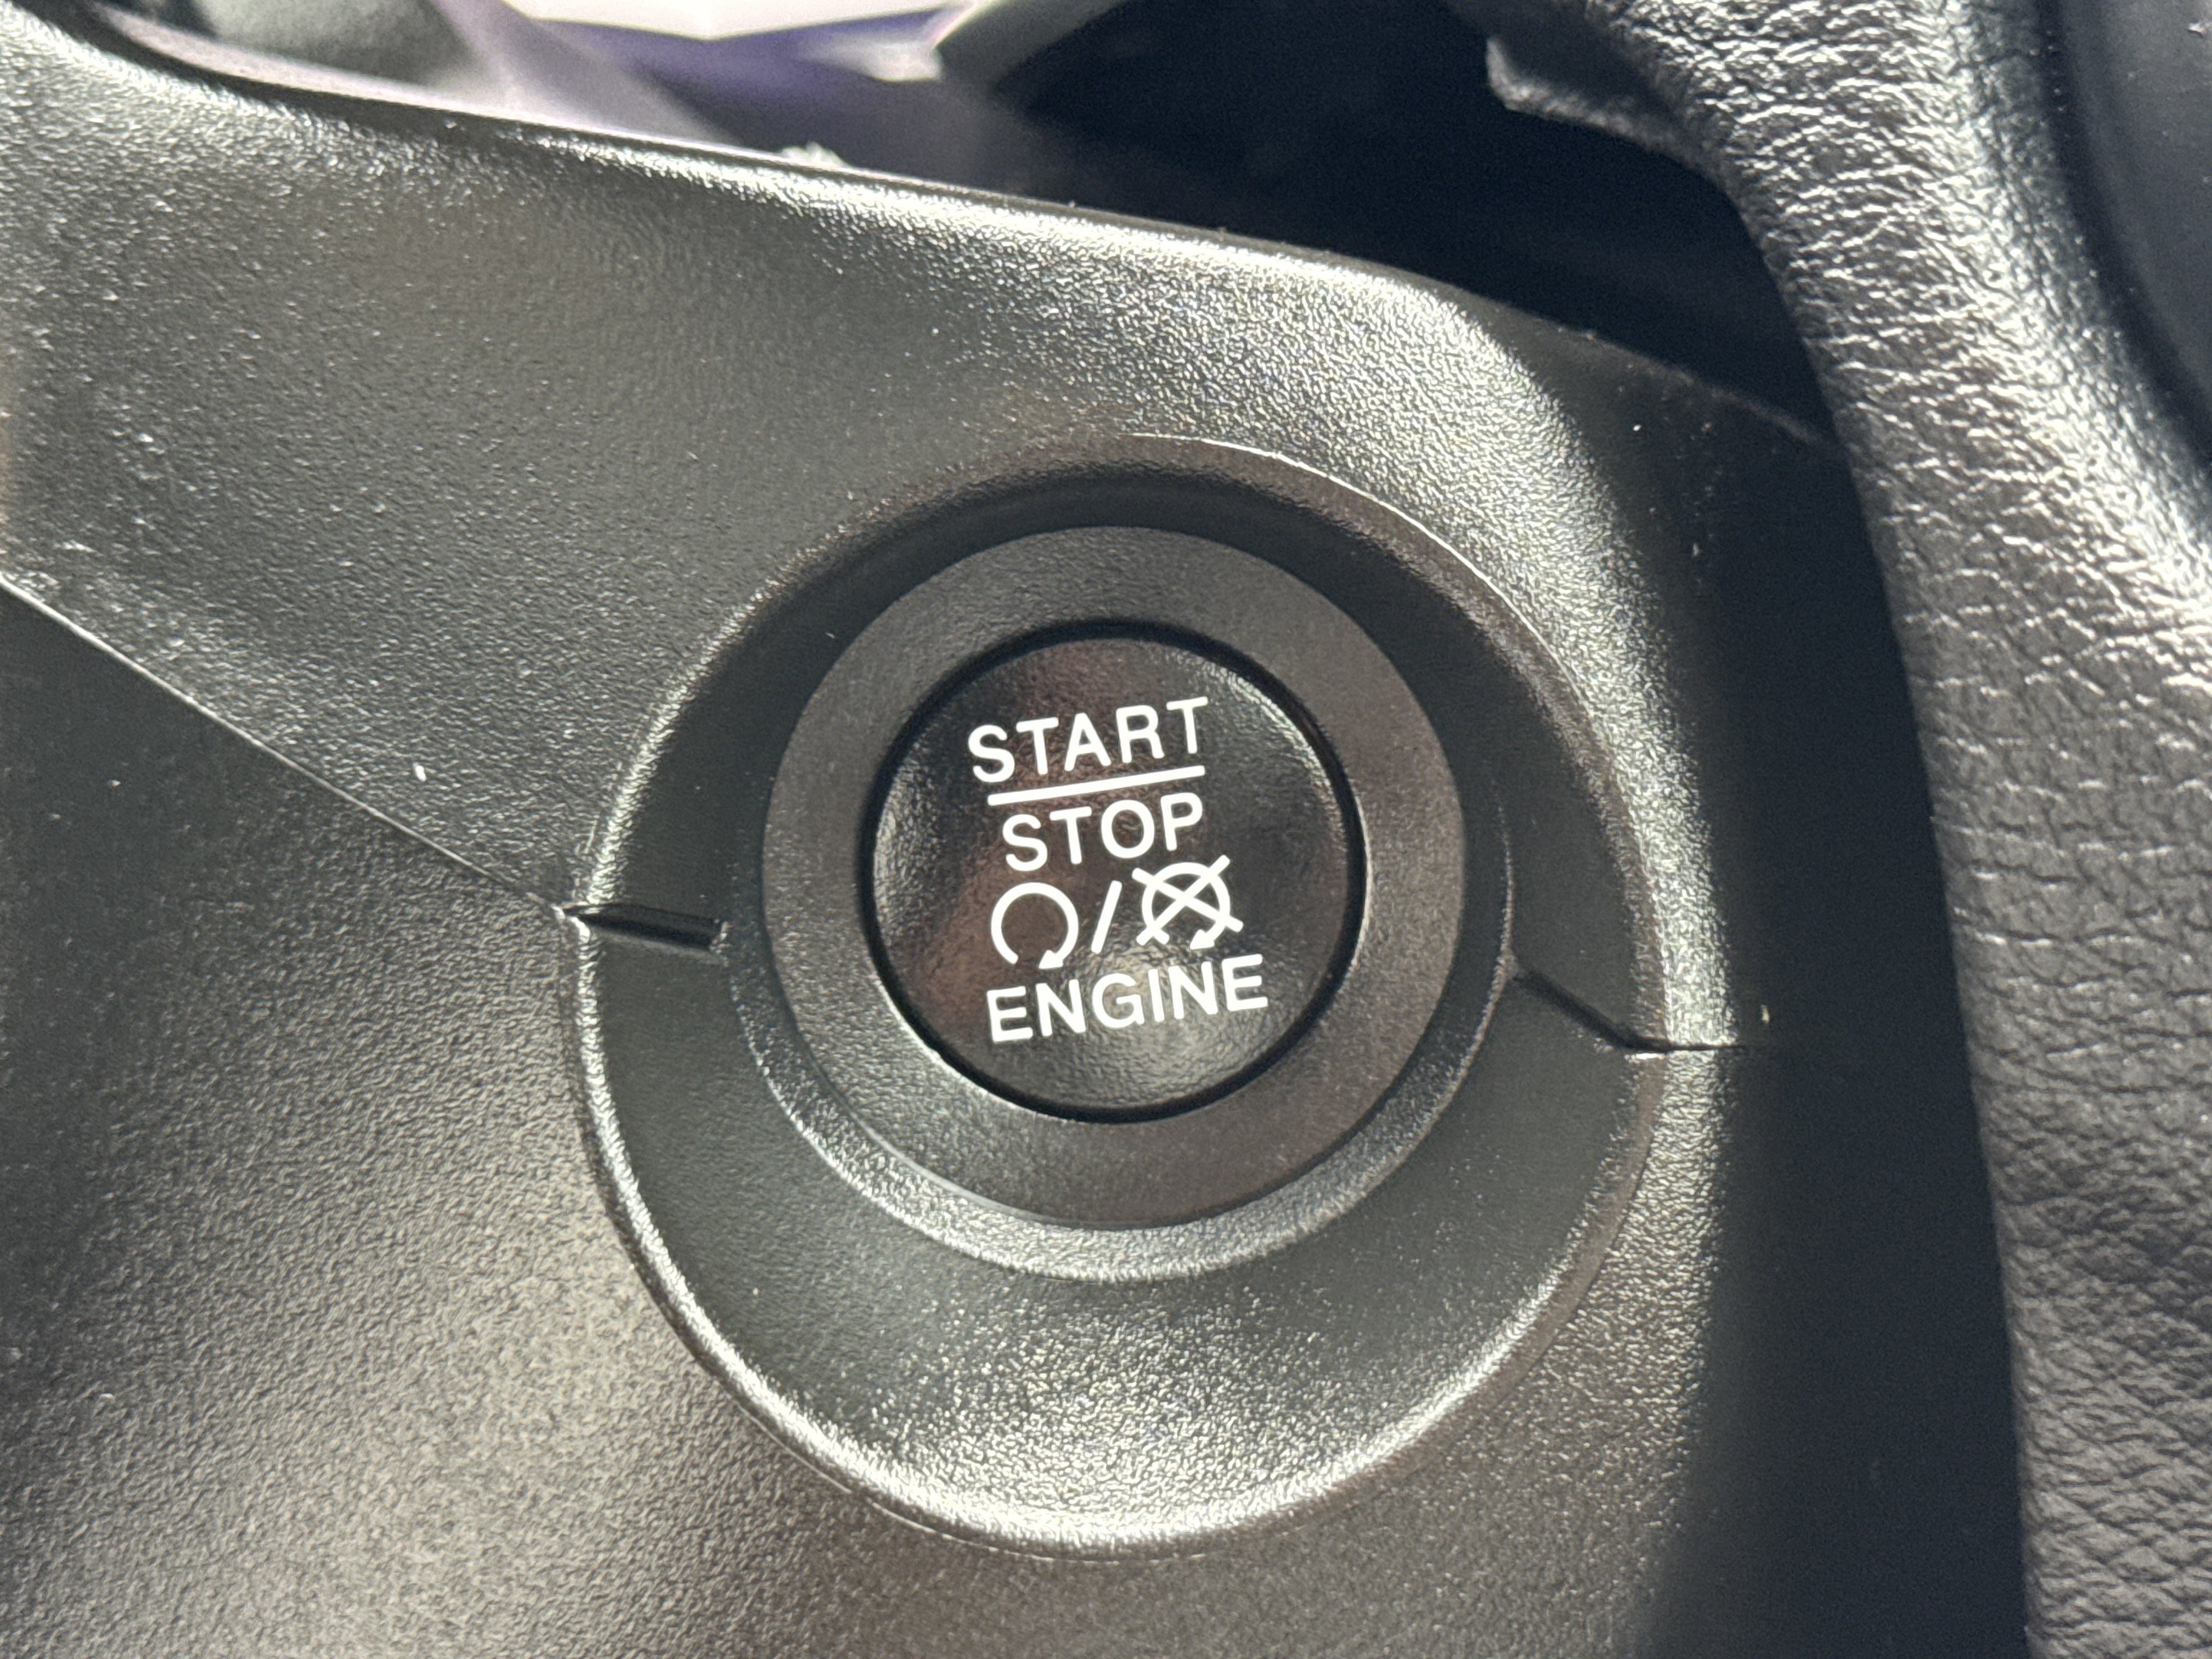 START
STOP
/
ENGINE